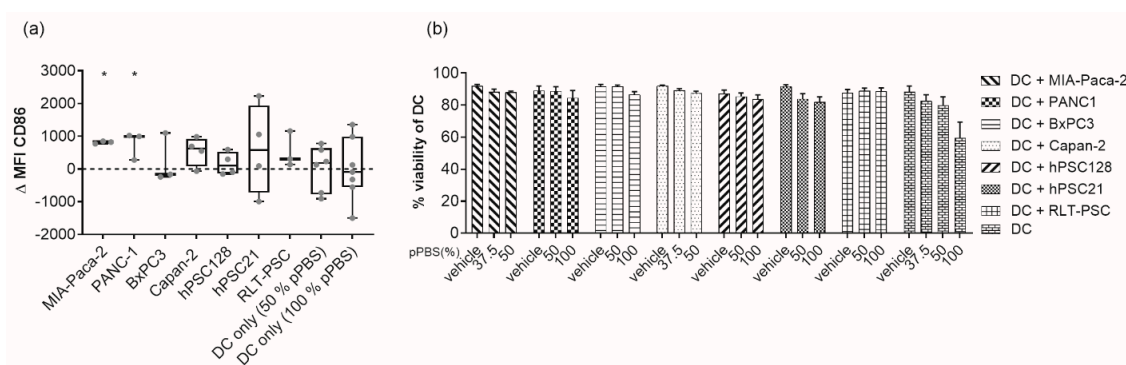 (a)
(b)
* *
3000
2000
1000
0
-1000
-2000
Δ MFI CD86
MIA-Paca-2
PANC-1
BxPC3
Capan-2
hPSC128
hPSC21
RLT-PSC
DC only (50 % pPBS)
DC only (100 % pPBS)
100
80
60
40
20
0
% viability of DC
pPBS(%)
vehicle
37.5
50
vehicle
50
100
vehicle
50
100
vehicle
37.5
50
vehicle
50
100
vehicle
50
100
vehicle
50
100
vehicle
37.5
50
100
DC + MIA-Paca-2
DC + PANC1
DC + BxPC3
DC + Capan-2
DC + hPSC128
DC + hPSC21
DC + RLT-PSC
DC